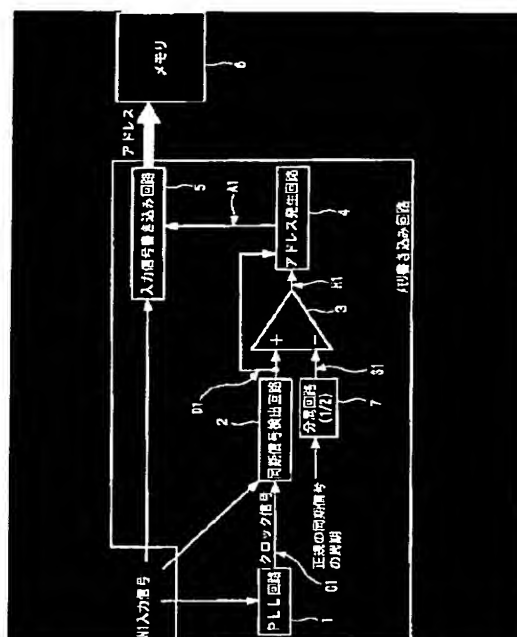 メモリ
6
アドレス
入力信号書き込み回路
5
A1
アドレス発生回路
4
H1
3
+
-
D1
S1
2
同期信号検出回路
分周回路
(1/2)
7
クロック信号
C1
正規の同期信号
の周期
入力信号
PLL回路
1
メモリ書き込み回路